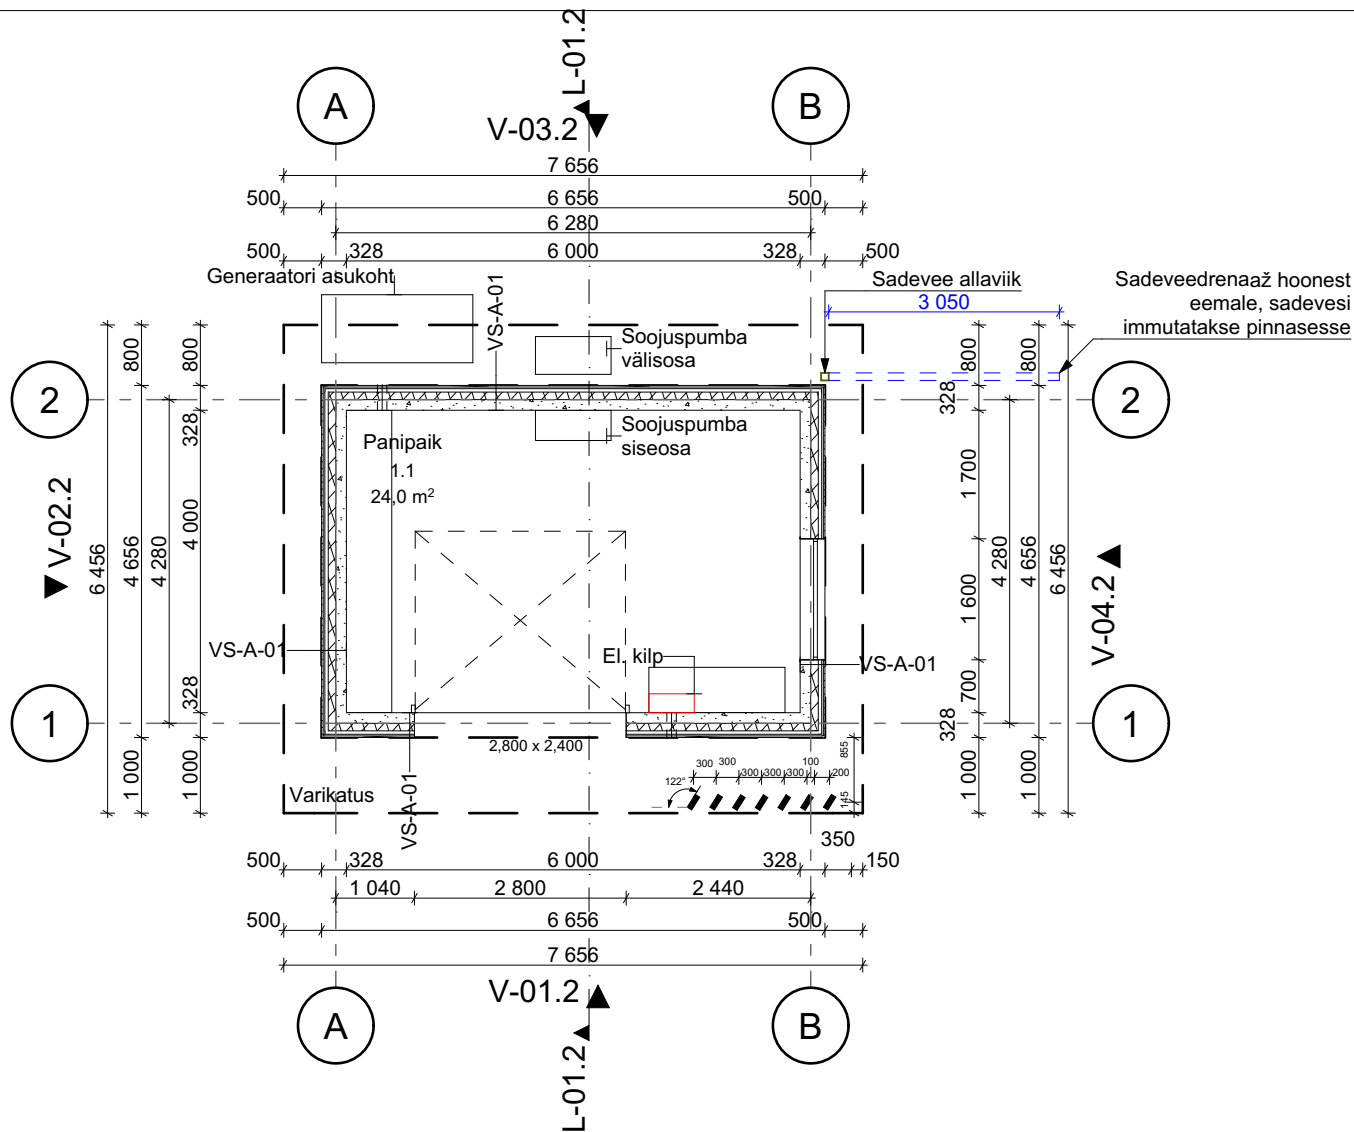 L-01.2
A
B
V-03.2
7 656
500
6 656
500
6 280
500
328
6 000
328
500
Generaatori asukoht
VS-A-01
Sadevee allaviik
3 050
Sadeveedrenaaž hoonest
eemale, sadevesi
immutatakse pinnasesse
Soojuspumba
välisosa
Soojuspumba
siseosa
800
800
328
4 000
328
1 000
1 000
4 280
4 656
6 456
2
2
1
1
V-02.2
V-04.2
Panipaik
1.1
24,0 m²
800
800
328
1 700
1 600
700
328
1 000
1 000
4 280
4 656
6 456
VS-A-01
VS-A-01
El. kilp
2,800 x 2,400
Varikatus
VS-A-01
122°
300
300
300
300
300
100
200
855
145
350
500
328
6 000
328
150
1 040
2 800
2 440
500
6 656
500
7 656
V-01.2
A
B
L-01.2